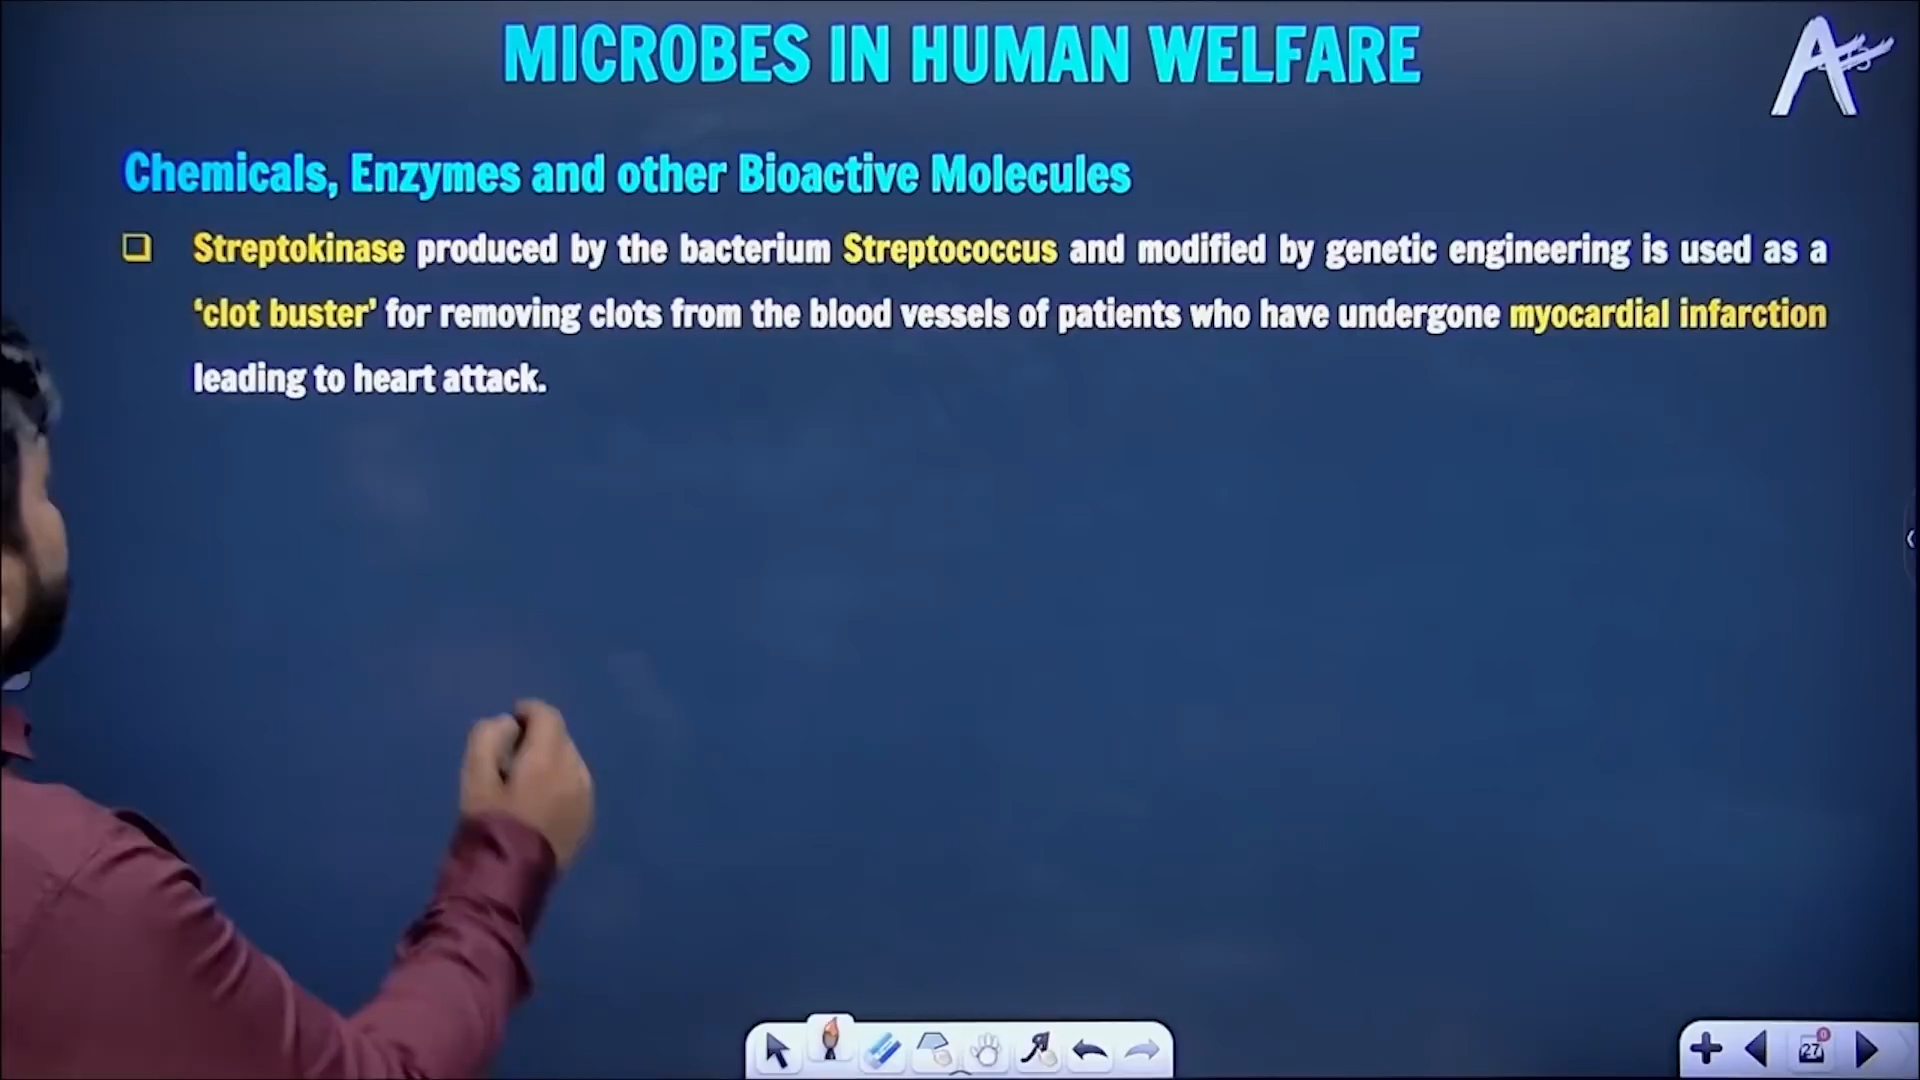 MICROBES IN HUMAN WELFARE
Chemicals, Enzymes and other Bioactive Molecules
Streptokinase produced by the bacterium Streptococcus and modified by genetic engineering is used as a
‘clot buster’ for removing clots from the blood vessels of patients who have undergone myocardial infarction
leading to heart attack.
27
0